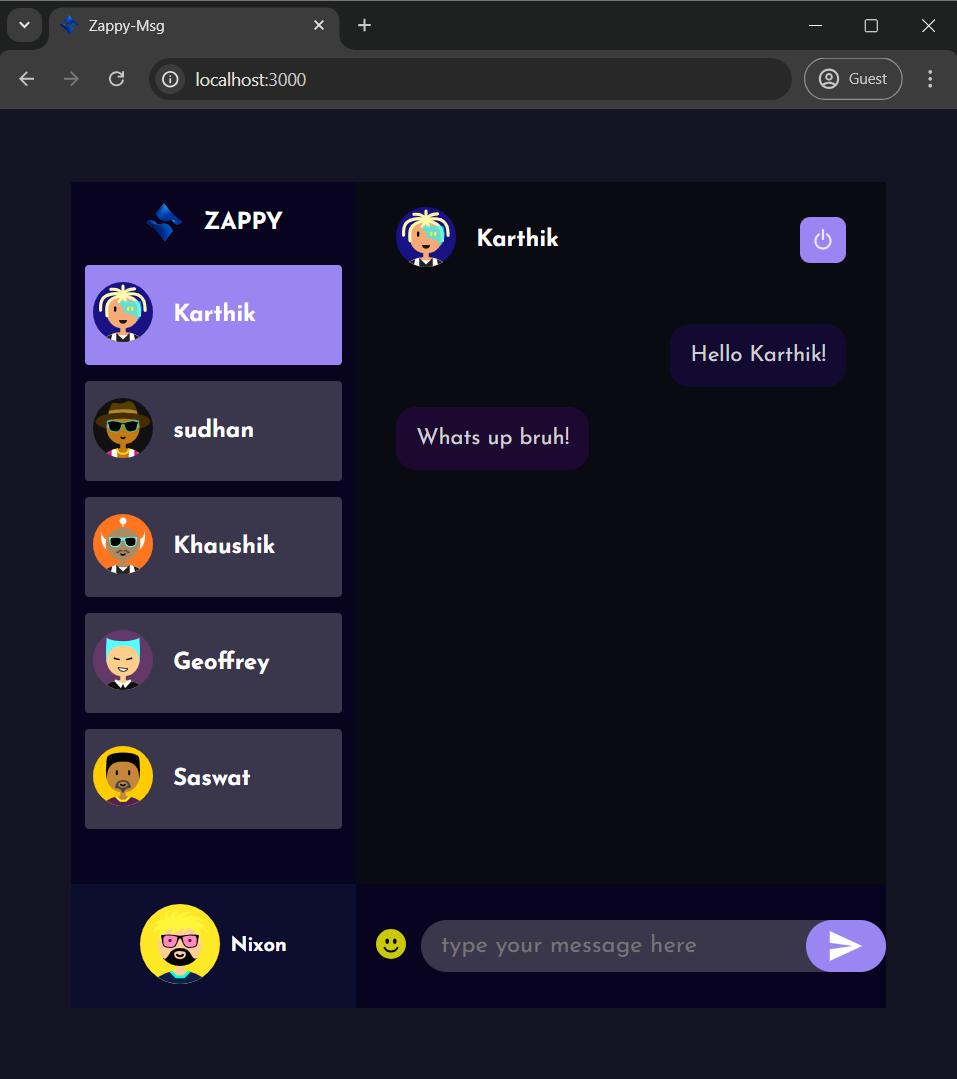 Zappy-Msg
localhost:3000
Guest
ZAPPY
Karthik
sudhan
Khaushik
Geoffrey
Saswat
Nixon
Karthik
Hello Karthik!
Whats up bruh!
type your message here